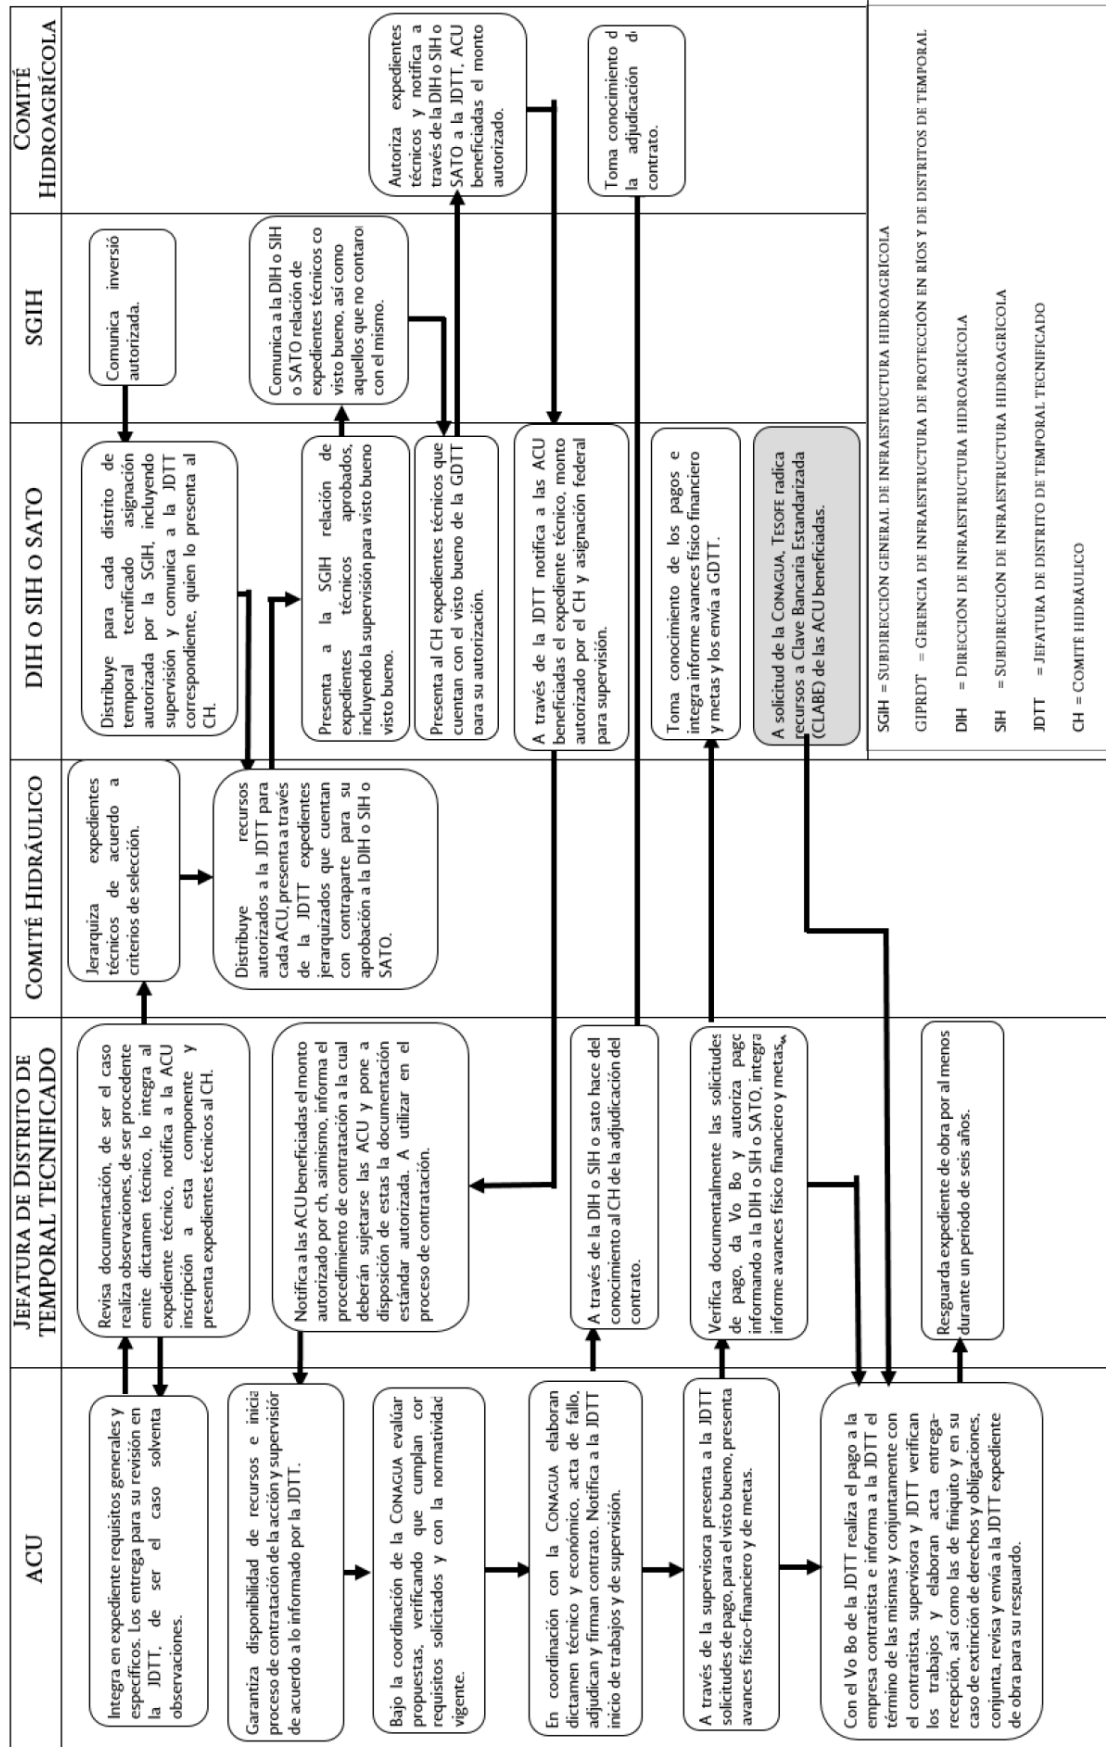 ACU
JEFATURA DE DISTRITO DE
TEMPORAL TECNIFICADO
COMITÉ HIDRÁULICO
DIH O SIH O SATO
SGIH
COMITÉ
HIDROAGRÍCOLA
Integra en expediente requisitos generales y
específicos. Los entrega para su revisión en
la JDTT, de ser el caso solventa
observaciones.
Revisa documentación, de ser el caso
realiza observaciones, de ser procedente
emite dictamen técnico, lo integra al
expediente técnico, notifica a la ACU
inscripción a esta componente y
presenta expedientes técnicos al CH.
Jerarquiza expedientes
técnicos de acuerdo a
criterios de selección.
Distribuye para cada distrito de
temporal tecnificado asignación
autorizada por la SGIH, incluyendo
supervisión y comunica a la JDTT
correspondiente, quien lo presenta al
CH.
Comunica inversió
autorizada.
Distribuye recursos
autorizados a la JDTT para
cada ACU, presenta a través
de la JDTT expedientes
jerarquizados que cuentan
con contraparte para su
aprobación a la DIH o SIH o
SATO.
Presenta a la SGIH relación de
expedientes técnicos aprobados,
incluyendo la supervisión para visto bueno
visto bueno.
Comunica a la DIH o SIH
o SATO relación de
expedientes técnicos co
visto bueno, así como
aquellos que no contaro
con el mismo.
Presenta al CH expedientes técnicos que
cuentan con el visto bueno de la GDTT
para su autorización.
Autoriza expedientes
técnicos y notifica a
través de la DIH o SIH o
SATO a la JDTT, ACU
beneficiadas el monto
autorizado.
A través de la JDTT notifica a las ACU
beneficiadas el expediente técnico, monto
autorizado por el CH y asignación federal
para supervisión.
Notifica a las ACU beneficiadas el monto
autorizado por ch, asimismo, informa el
procedimiento de contratación a la cual
deberán sujetarse las ACU y pone a
disposición de estas la documentación
estándar autorizada. A utilizar en el
proceso de contratación.
Garantiza disponibilidad de recursos e inicia
proceso de contratación de la acción y supervisión
de acuerdo a lo informado por la JDTT.
Bajo la coordinación de la CONAGUA evalúar
propuestas, verificando que cumplan cor
requisitos solicitados y con la normatividad
vigente.
En coordinación con la CONAGUA elaboran
dictamen técnico y económico, acta de fallo,
adjudican y firman contrato. Notifica a la JDTT
inicio de trabajos y de supervisión.
A través de la DIH o SIH o sato hace del
conocimiento al CH de la adjudicación del
contrato.
Toma conocimiento d
la adjudicación de
contrato.
A través de la supervisora presenta a la JDTT
solicitudes de pago, para el visto bueno, presenta
avances físico-financiero y de metas.
Verifica documentalmente las solicitudes
de pago, da Vo Bo y autoriza pago
informando a la DIH o SIH o SATO, integra
informe avances físico financiero y metas.
Toma conocimiento de los pagos e
integra informe avances físico financiero
y metas y los envía a GDTT.
A solicitud de la CONAGUA, TESOFE radica
recursos a Clave Bancaria Estandarizada
(CLABE) de las ACU beneficiadas.
Con el Vo Bo de la JDTT realiza el pago a la
empresa contratista e informa a la JDTT el
término de las mismas y conjuntamente con
el contratista, supervisora y JDTT verifican
los trabajos y elaboran acta entrega-
recepción, así como las de finiquito y en su
caso de extinción de derechos y obligaciones,
conjunta, revisa y envía a la JDTT expediente
de obra para su resguardo.
Resguarda expediente de obra por al menos
durante un periodo de seis años.
SGIH = SUBDIRECCIÓN GENERAL DE INFRAESTRUCTURA HIDROAGRÍCOLA
GIPRDT = GERENCIA DE INFRAESTRUCTURA DE PROTECCIÓN EN RÍOS Y DE DISTRITOS DE TEMPORAL
DIH = DIRECCIÓN DE INFRAESTRUCTURA HIDROAGRÍCOLA
SIH = SUBDIRECCIÓN DE INFRAESTRUCTURA HIDROAGRÍCOLA
JDTT = JEFATURA DE DISTRITO DE TEMPORAL TECNIFICADO
CH = COMITÉ HIDRÁULICO